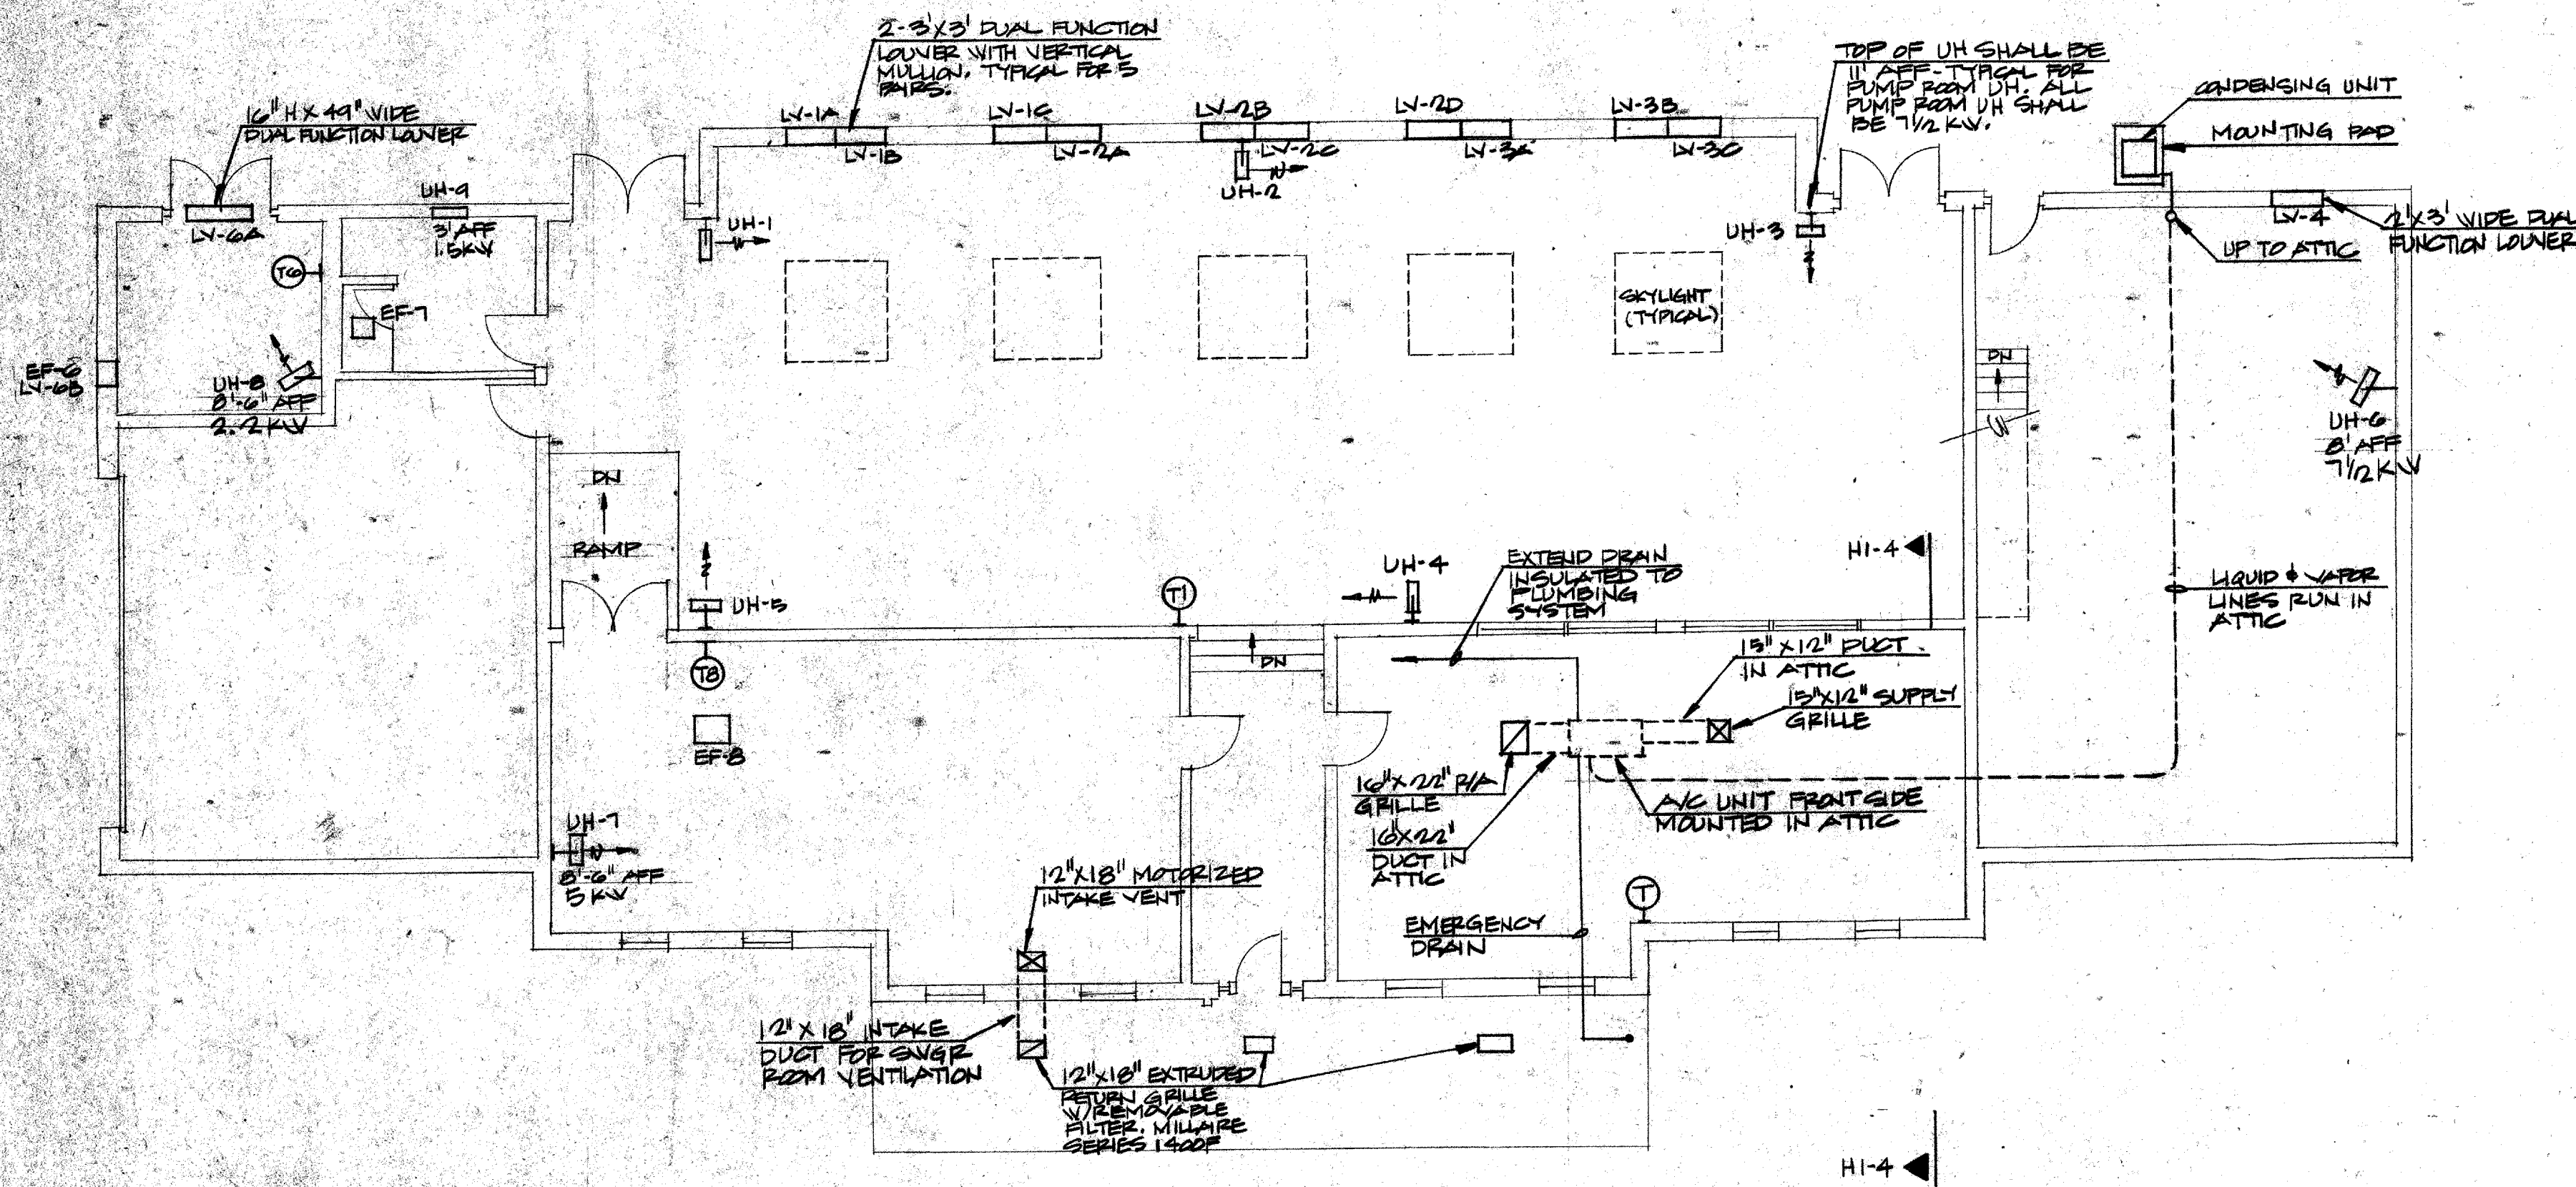 2-3'X3' DUAL FUNCTION
LOUVER WITH VERTICAL
MULLION. TYPICAL FOR 5
PAIRS.
TOP OF UH SHALL BE
11' AFF-TYPICAL FOR
PUMP ROOM UH. ALL
PUMP ROOM UH SHALL
BE 7 1/2 KW.
CONDENSING UNIT
MOUNTING PAD
16" H X 49" WIDE
DUAL FUNCTION LOUVER
LV-1A
LV-1B
LV-1C
LV-2A
LV-2B
LV-2C
LV-2D
LV-3A
LV-3B
LV-3C
UH-9
3' AFF
1.5KW
LV-6A
UH-1
UH-2
UH-3
LV-4
2'X3' WIDE DUAL
FUNCTION LOUVER
UP TO ATTIC
T6
EF-7
SKYLIGHT
(TYPICAL)
EF-6
LV-6B
UH-8
8'-6" AFF
2.2 KW
DN
UH-6
8' AFF
7 1/2 KW
DN
RAMP
UH-5
T1
UH-4
EXTEND DRAIN
INSULATED TO
PLUMBING
SYSTEM
H1-4
LIQUID & VAPOR
LINES RUN IN
ATTIC
T8
DN
15"X12" DUCT
IN ATTIC
15"X12" SUPPLY
GRILLE
EF-8
16"X22" R/A
GRILLE
A/C UNIT FRONT SIDE
MOUNTED IN ATTIC
16X22"
DUCT IN
ATTIC
UH-7
8'-6" AFF
5 KW
12"X18" MOTORIZED
INTAKE VENT
T
EMERGENCY
DRAIN
12" X 18" INTAKE
DUCT FOR SWGR
ROOM VENTILATION
12"X18" EXTRUDED
RETURN GRILLE
W/REMOVABLE
FILTER. MILLAIRE
SERIES 1400F
H1-4